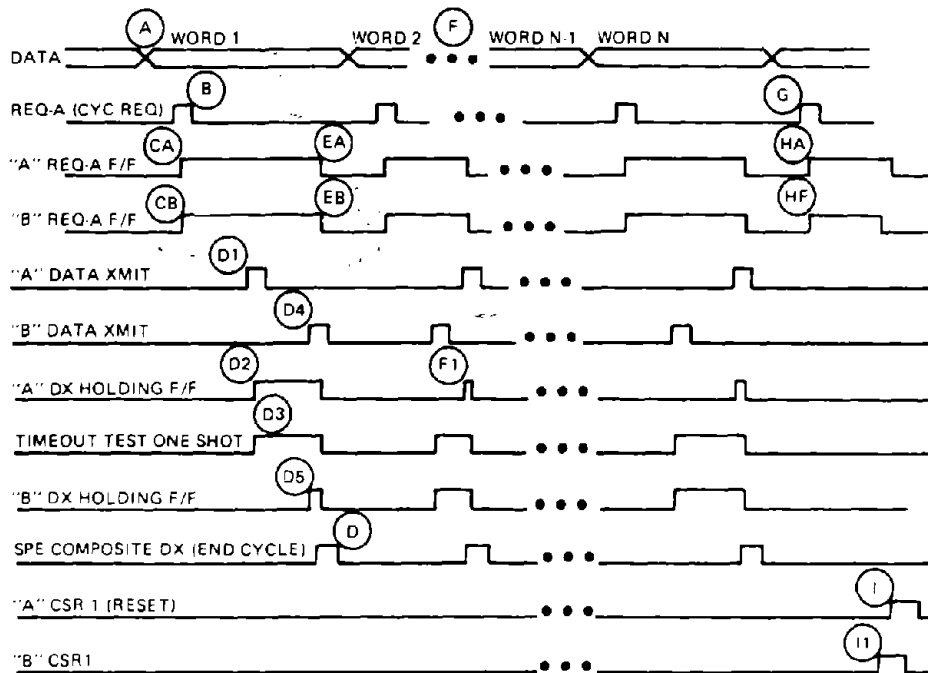 A WORD 1 WORD 2 F WORD N-1 WORD N
DATA
B G
REQ-A (CYC REQ)
CA EA HA
"A" REQ-A F/F
CB EB HF
"B" REQ-A F/F
D1
"A" DATA XMIT
D4
"B" DATA XMIT
D2 F1
"A" DX HOLDING F/F
D3
TIMEOUT TEST ONE SHOT
D5
"B" DX HOLDING F/F
D
SPE COMPOSITE DX (END CYCLE)
I
"A" CSR 1 (RESET)
I1
"B" CSR1